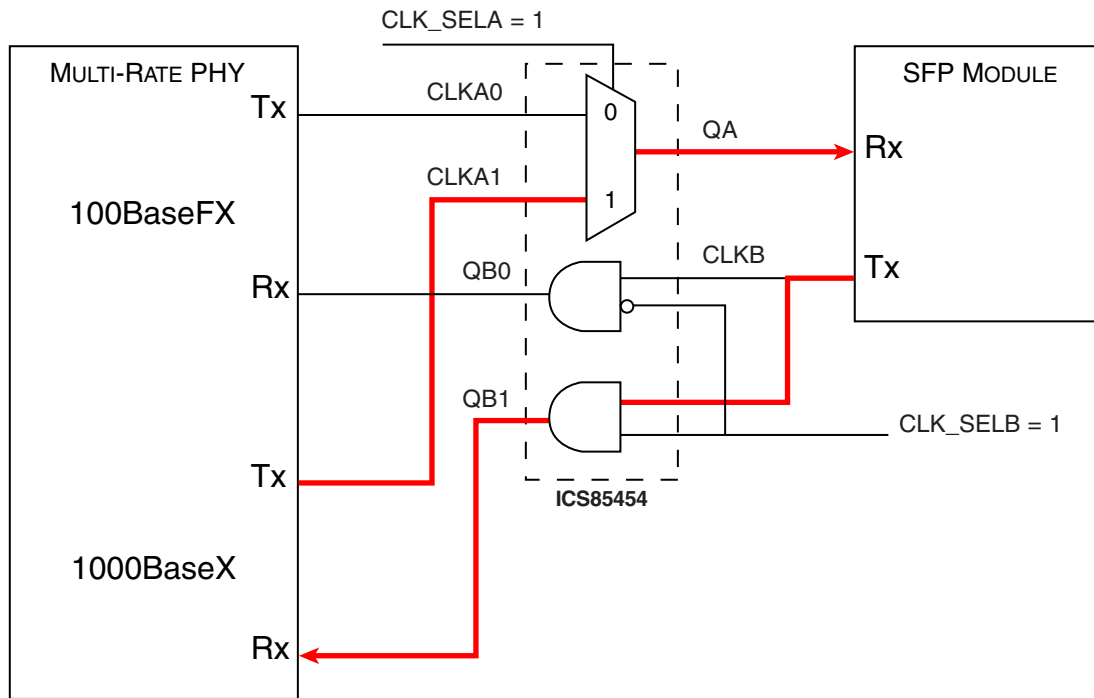 CLK_SELA = 1
MULTI-RATE PHY
SFP MODULE
Tx
CLKA0
0
QA
Rx
CLKA1
1
100BaseFX
CLKB
Tx
QB0
Rx
QB1
CLK_SELB = 1
Tx
ICS85454
1000BaseX
Rx